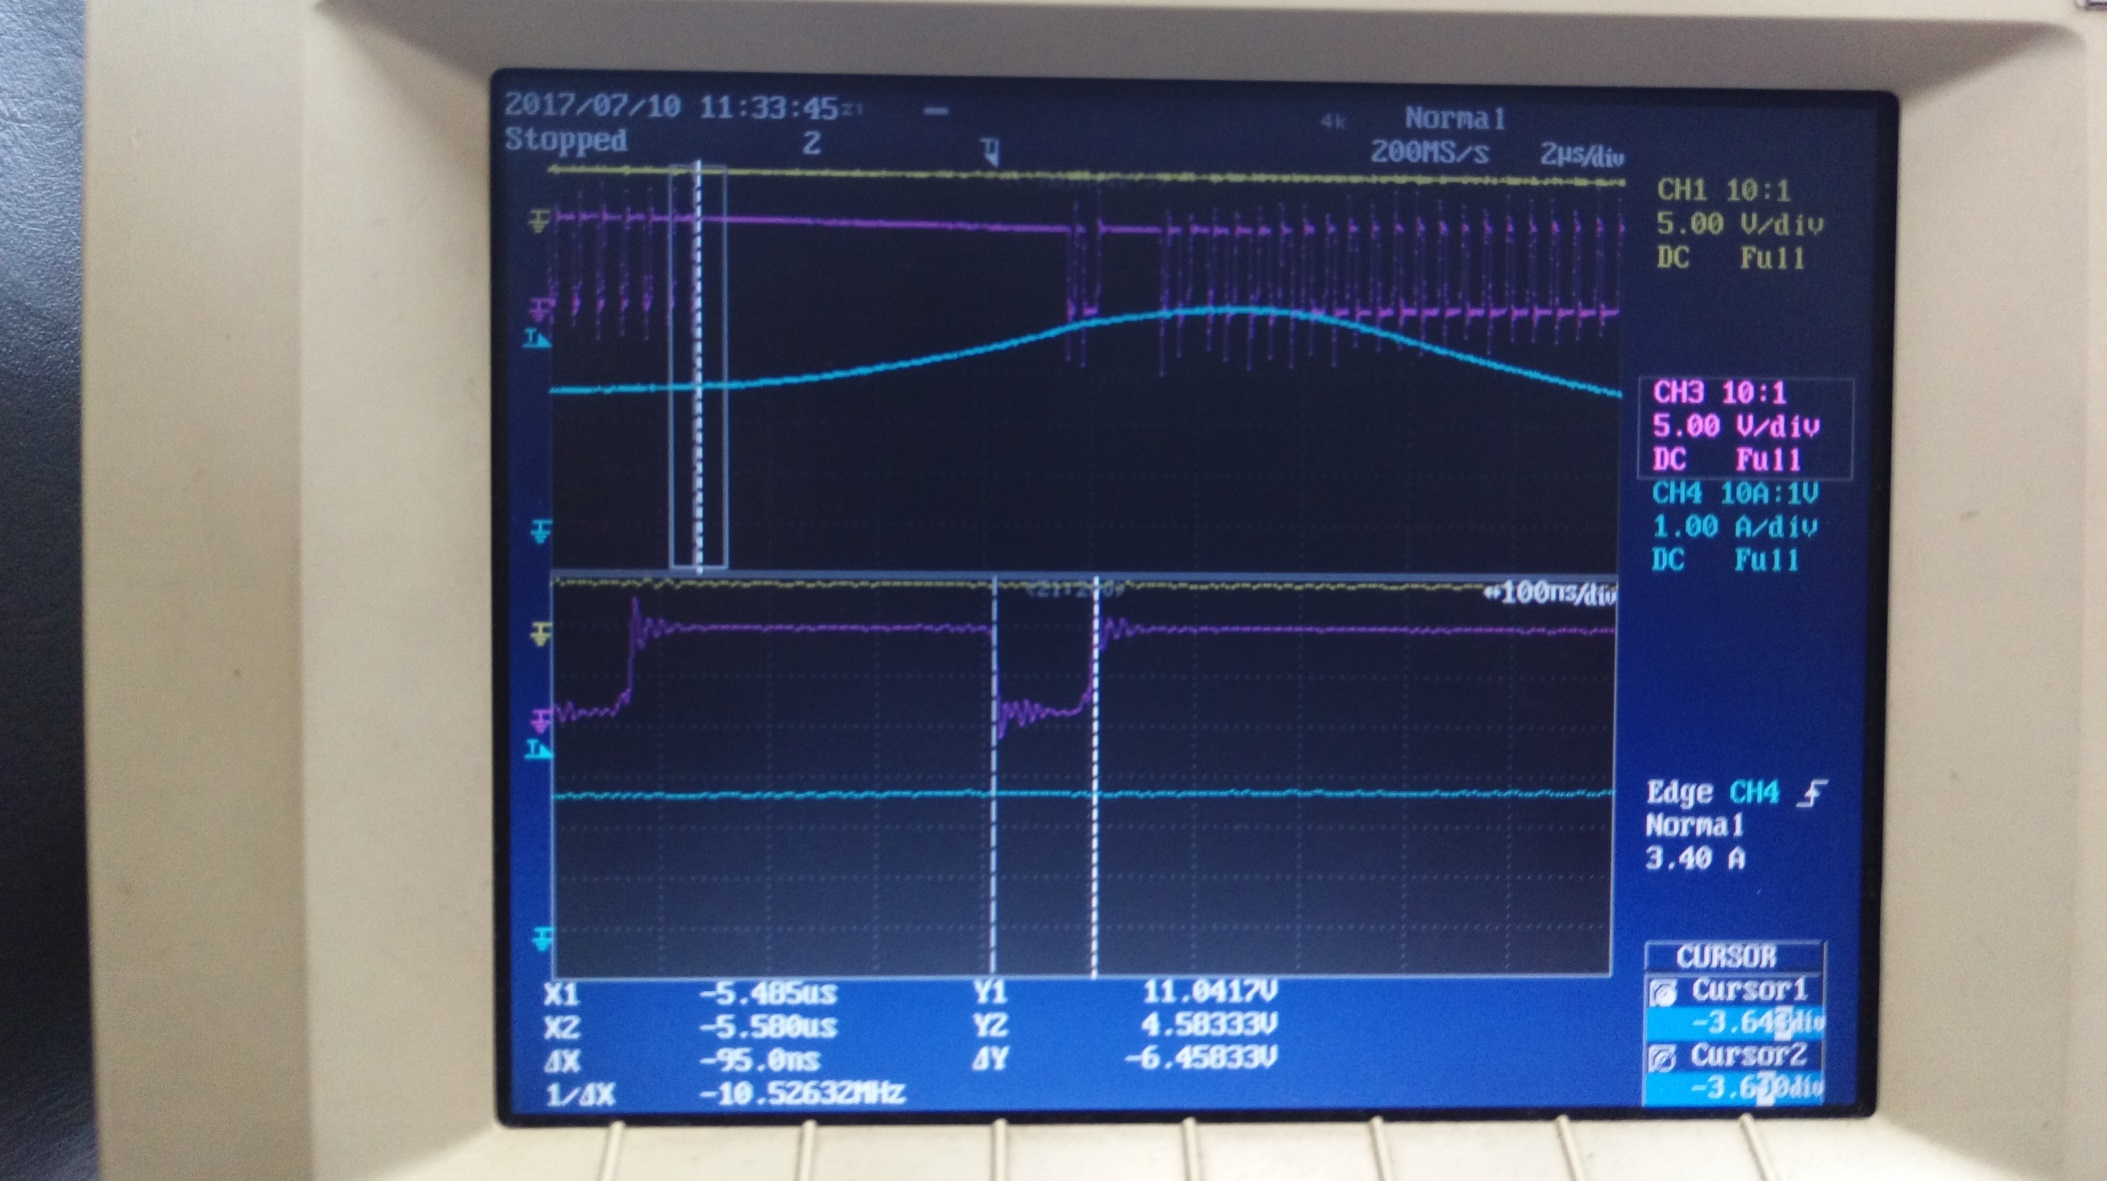 2017/07/10 11:33:45
Stopped
2
4k
Normal
200MS/s
2µs/div
CH1 10:1
5.00 V/div
DC Full
CH3 10:1
5.00 V/div
DC Full
CH4 10A:1V
1.00 A/div
DC Full
100ns/div
Edge CH4
Normal
3.40 A
X1 -5.485us Y1 11.0417V
X2 -5.580us Y2 4.58333V
ΔX -95.0ns ΔY -6.45833V
1/ΔX -10.52632MHz
CURSOR
Cursor1
Cursor2